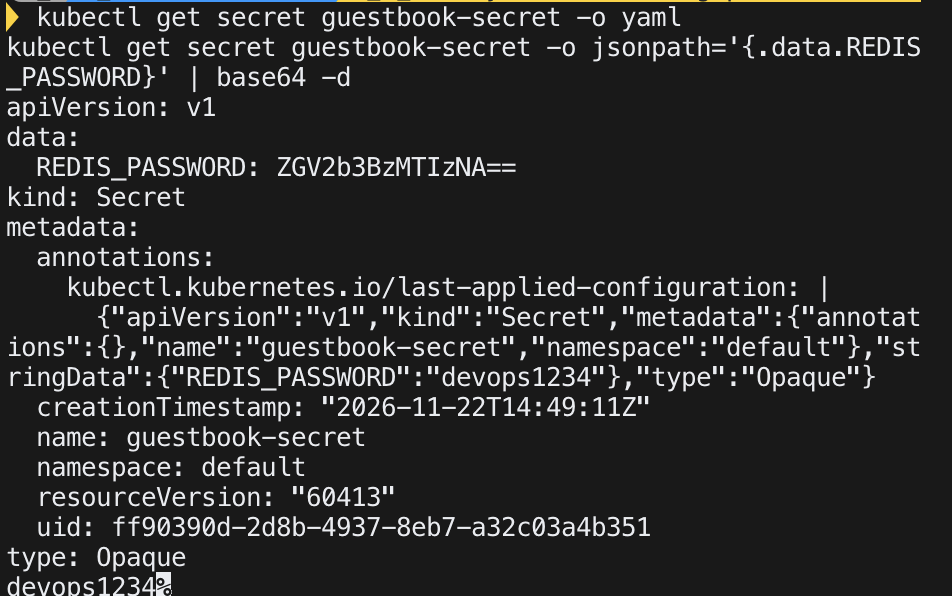 kubectl get secret guestbook-secret -o yaml
kubectl get secret guestbook-secret -o jsonpath='{.data.REDIS
_PASSWORD}' | base64 -d
apiVersion: v1
data:
  REDIS_PASSWORD: ZGV2b3BzMTIzNA==
kind: Secret
metadata:
  annotations:
    kubectl.kubernetes.io/last-applied-configuration: |
      {"apiVersion":"v1","kind":"Secret","metadata":{"annotat
ions":{},"name":"guestbook-secret","namespace":"default"},"st
ringData":{"REDIS_PASSWORD":"devops1234"},"type":"Opaque"}
  creationTimestamp: "2026-11-22T14:49:11Z"
  name: guestbook-secret
  namespace: default
  resourceVersion: "60413"
  uid: ff90390d-2d8b-4937-8eb7-a32c03a4b351
type: Opaque
devops1234%